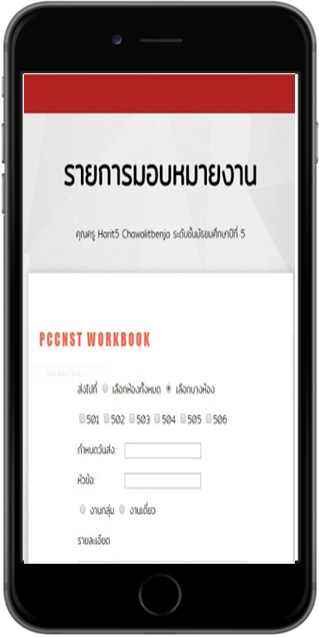 รายการมอบหมายงาน
คุณครู Harit5 Chawalitbenja ระดับชั้นมัธยมศึกษาปีที่ 5
PCCNST WORKBOOK
ส่งไปที่ เลือกห้องทั้งหมด เลือกบางห้อง
501 502 503 504 505 506
กำหนดวันส่ง:
หัวข้อ:
งานกลุ่ม งานเดี่ยว
รายละเอียด